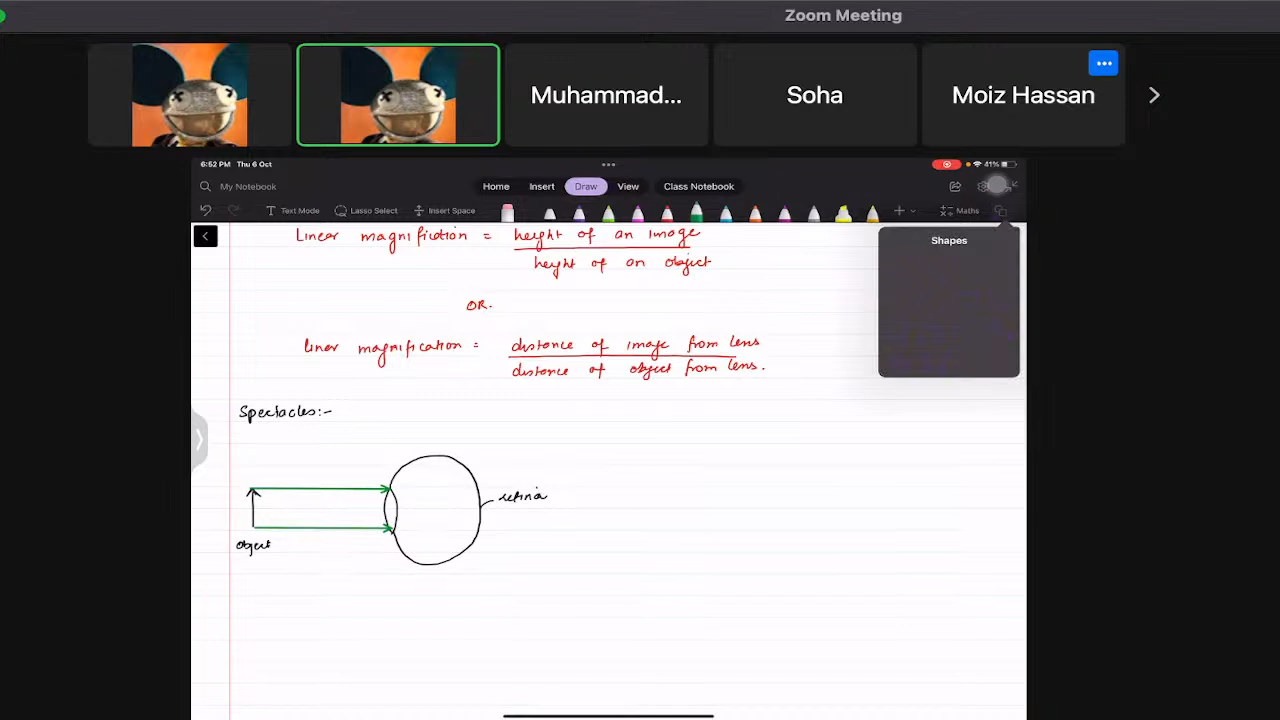 Zoom Meeting
Muhammad...
Soha
Moiz Hassan
6:52 PM Thu 6 Oct
41%
My Notebook
Home Insert Draw View Class Notebook
Text Mode Lasso Select Insert Space Maths
Shapes
Linear magnifiction = height of an image
height of an object
OR.
linear magnification = distance of image from lens
distance of object from lens.
Spectacles:-
retina
object